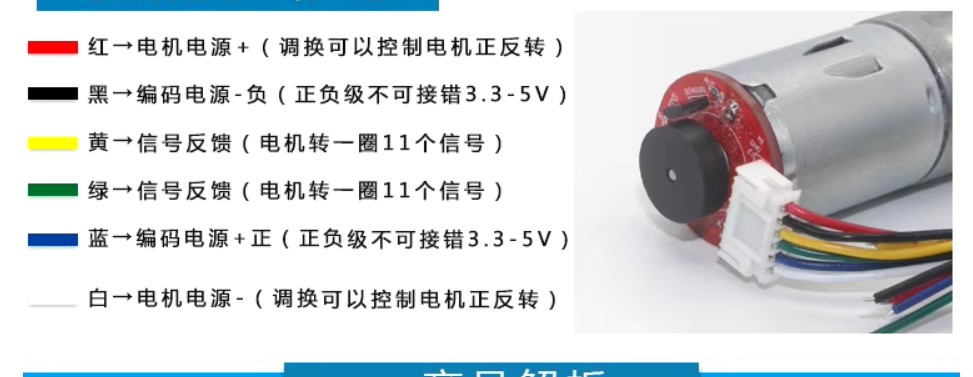 红→电机电源+(调换可以控制电机正反转)
黑→编码电源-负(正负级不可接错3.3-5V)
黄→信号反馈(电机转一圈11个信号)
绿→信号反馈(电机转一圈11个信号)
蓝→编码电源+正(正负级不可接错3.3-5V)
白→电机电源-(调换可以控制电机正反转)